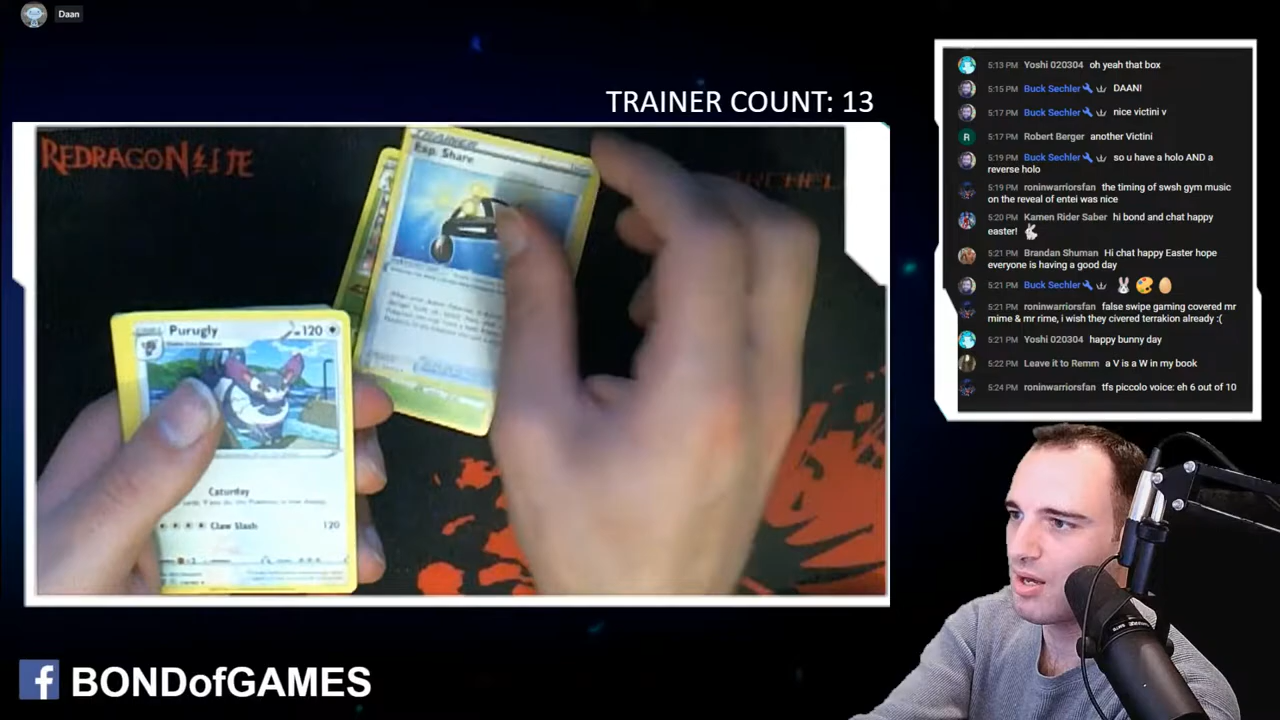 Daan
TRAINER COUNT: 13
REDRAGON
TRAINER
Exp. Share
Purugly
120
Caturday
Claw Slash 120
5:13 PM Yoshi 020304 oh yeah that box
5:15 PM Buck Sechler DAAN!
5:17 PM Buck Sechler nice victini v
5:17 PM Robert Berger another Victini
5:19 PM Buck Sechler so u have a holo AND a
reverse holo
5:19 PM roninwarriorsfan the timing of swsh gym music
on the reveal of entei was nice
5:20 PM Kamen Rider Saber hi bond and chat happy
easter!
5:21 PM Brandan Shuman Hi chat happy Easter hope
everyone is having a good day
5:21 PM Buck Sechler
5:21 PM roninwarriorsfan false swipe gaming covered mr
mime & mr rime, i wish they civered terrakion already :(
5:21 PM Yoshi 020304 happy bunny day
5:22 PM Leave it to Remm a V is a W in my book
5:24 PM roninwarriorsfan tfs piccolo voice: eh 6 out of 10
f BONDofGAMES